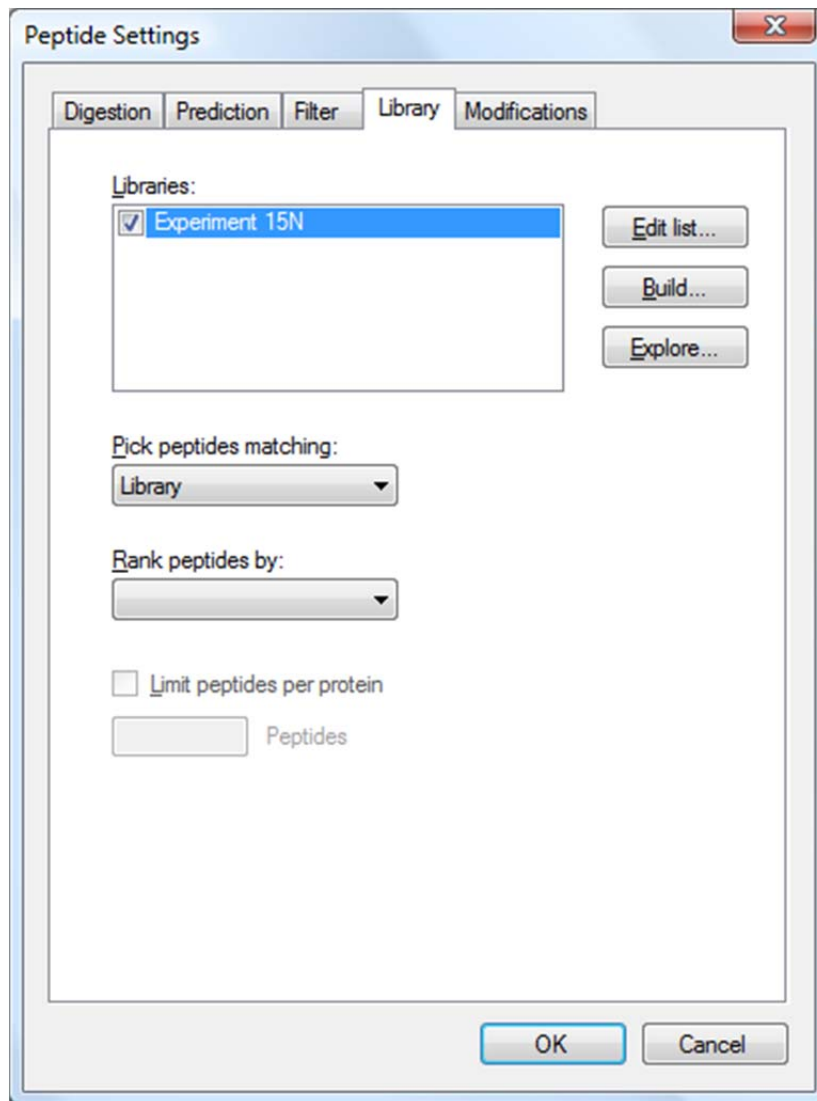 Peptide Settings
Digestion Prediction Filter Library Modifications
Libraries:
Experiment 15N
Edit list...
Build...
Explore...
Pick peptides matching:
Library
Rank peptides by:
Limit peptides per protein
Peptides
OK Cancel